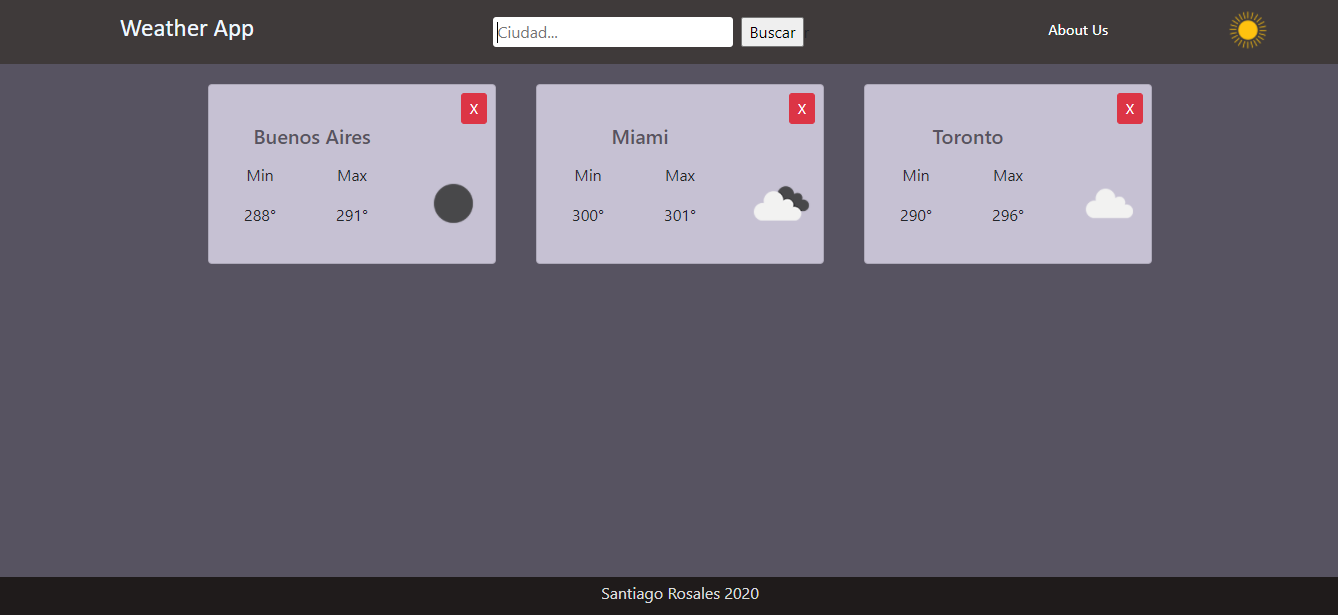 Weather App
Ciudad...
Buscar
About Us
X
Buenos Aires
Min Max
288° 291°
X
Miami
Min Max
300° 301°
X
Toronto
Min Max
290° 296°
Santiago Rosales 2020